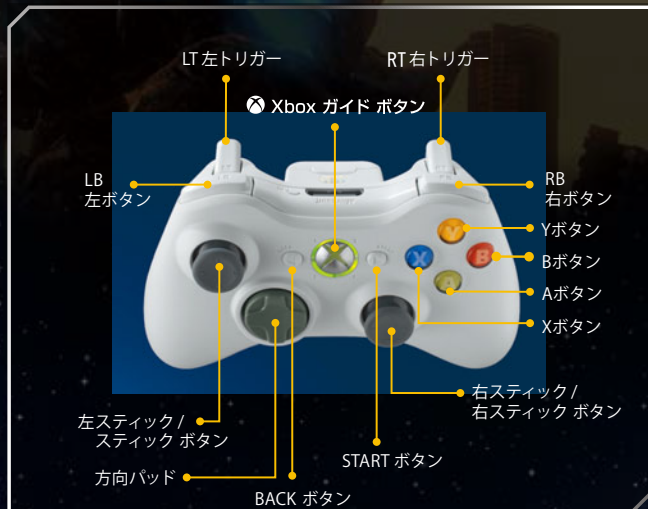 LT 左トリガー
RT 右トリガー
Xbox ガイド ボタン
LB
左ボタン
RB
右ボタン
Yボタン
Bボタン
Aボタン
Xボタン
Y
B
X
A
左スティック /
スティック ボタン
右スティック /
右スティック ボタン
方向パッド
START ボタン
BACK ボタン